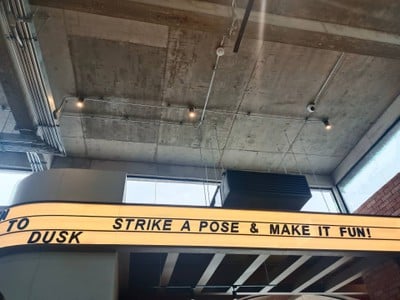 TO
DUSK
STRIKE A POSE & MAKE IT FUN!